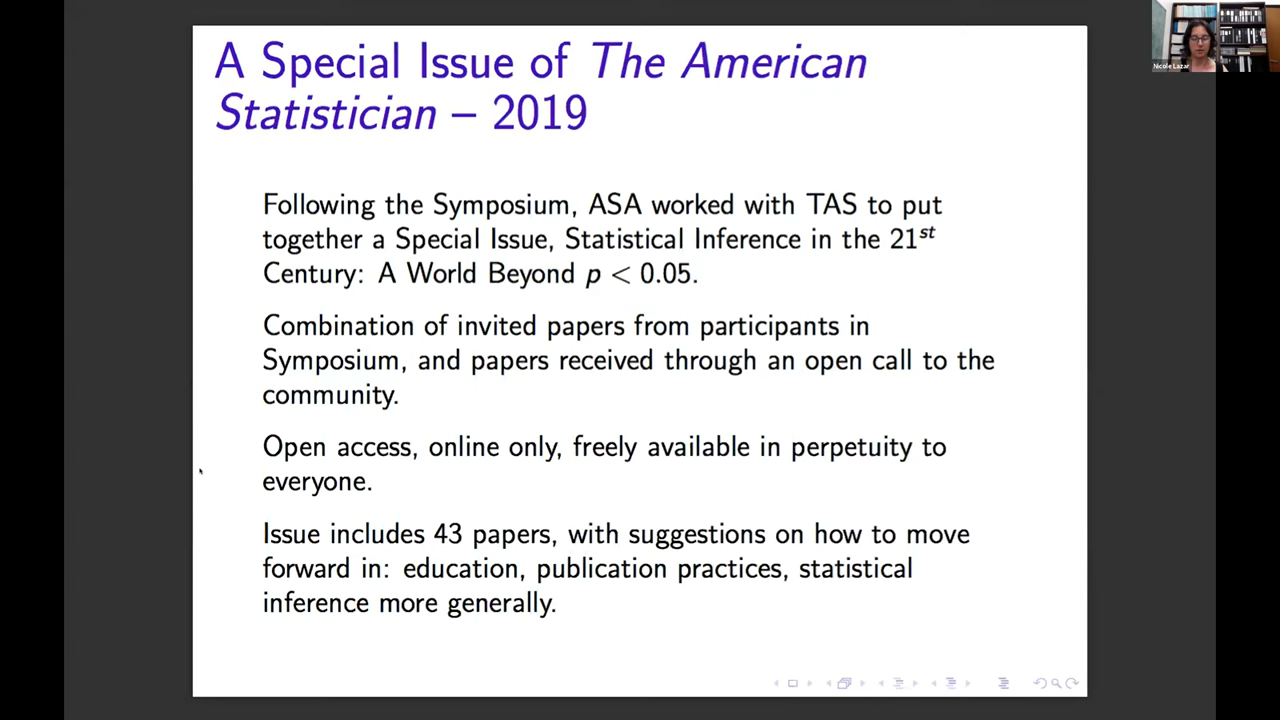 A Special Issue of The American
Statistician – 2019
Nicole Lazar
Following the Symposium, ASA worked with TAS to put
together a Special Issue, Statistical Inference in the 21st
Century: A World Beyond p < 0.05.
Combination of invited papers from participants in
Symposium, and papers received through an open call to the
community.
Open access, online only, freely available in perpetuity to
everyone.
Issue includes 43 papers, with suggestions on how to move
forward in: education, publication practices, statistical
inference more generally.